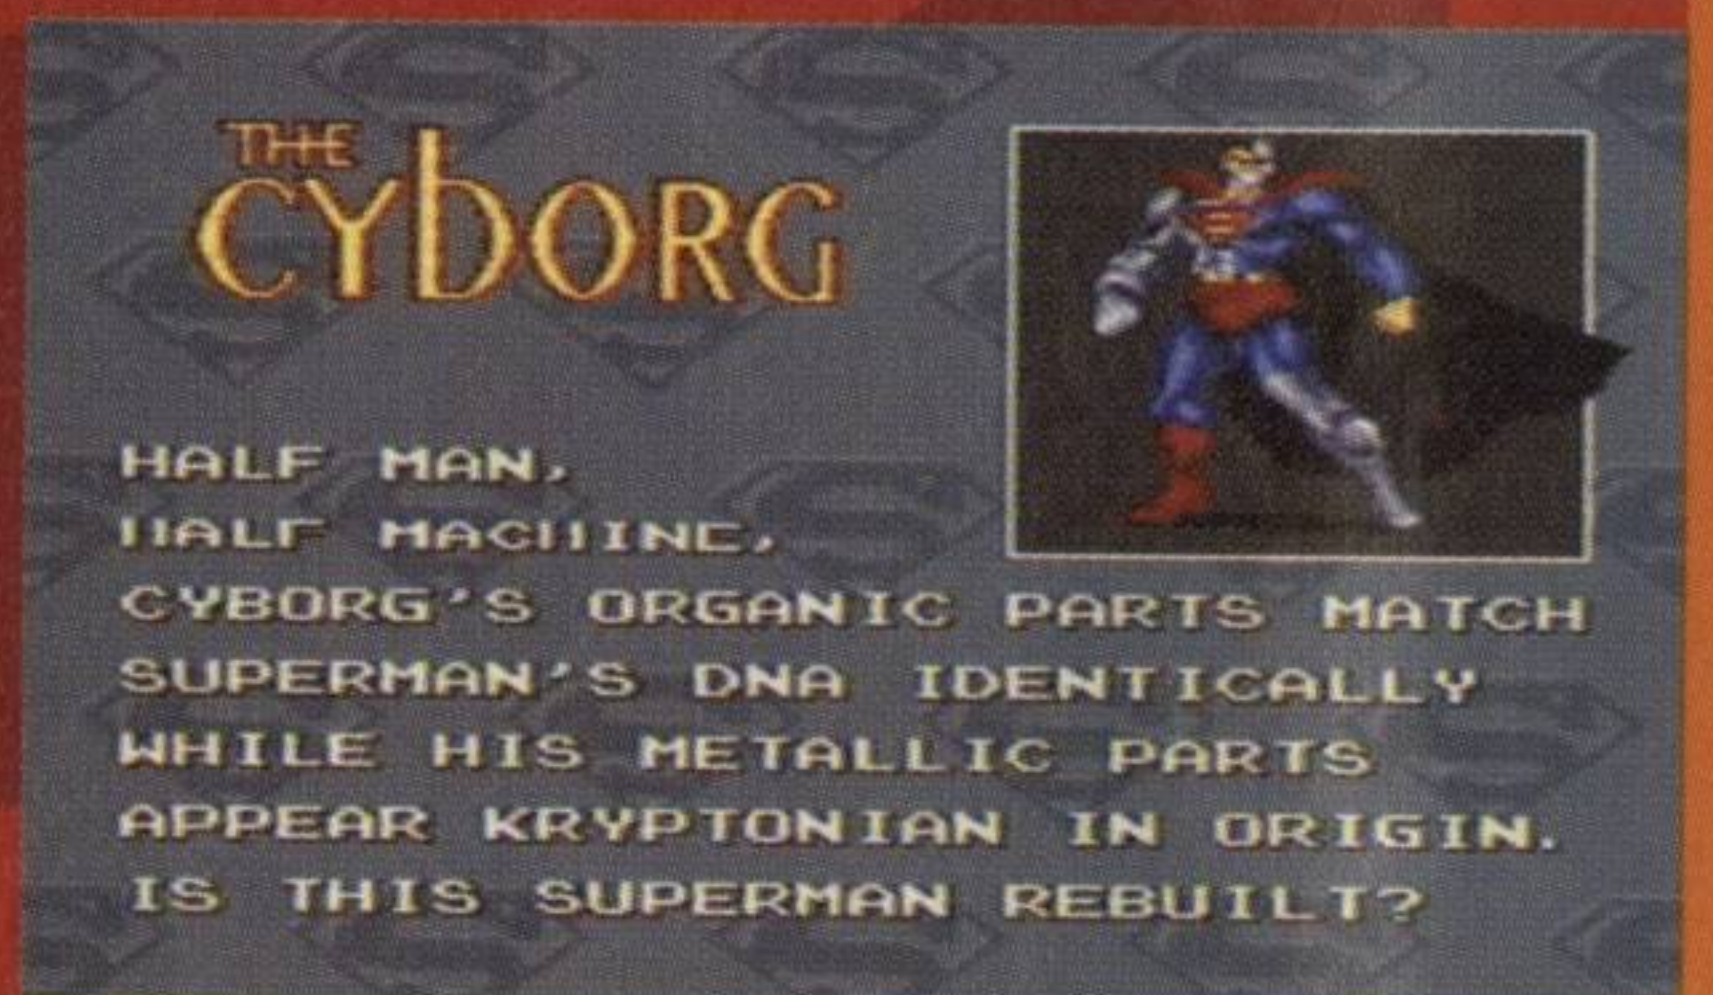 THE
CYbORG
HALF MAN,
HALF MACHINE,
CYBORG'S ORGANIC PARTS MATCH
SUPERMAN'S DNA IDENTICALLY
WHILE HIS METALLIC PARTS
APPEAR KRYPTONIAN IN ORIGIN.
IS THIS SUPERMAN REBUILT?